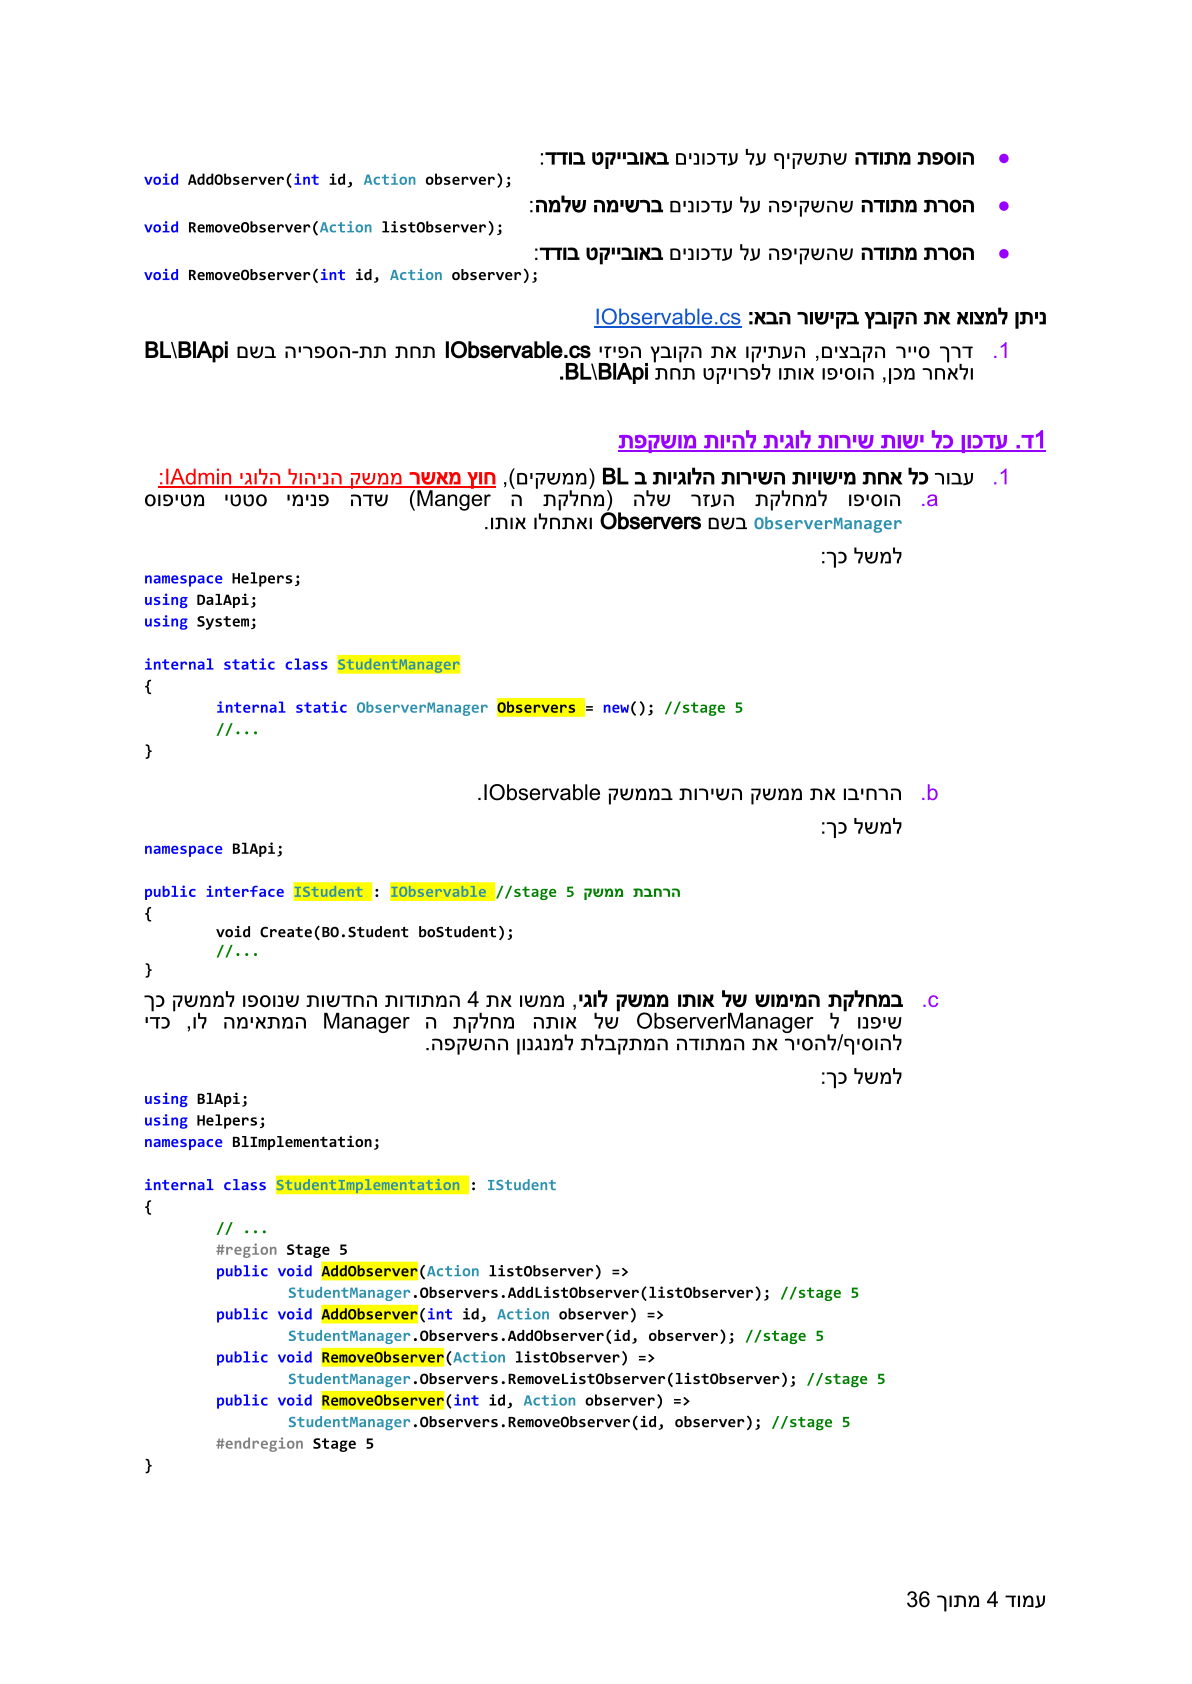 ● הוספת מתודה שתשקיף על עדכונים באובייקט בודד:
void AddObserver(int id, Action observer);
● הסרת מתודה שהשקיפה על עדכונים ברשימה שלמה:
void RemoveObserver(Action listObserver);
● הסרת מתודה שהשקיפה על עדכונים באובייקט בודד:
void RemoveObserver(int id, Action observer);
ניתן למצוא את הקובץ בקישור הבא: IObservable.cs
1. דרך סייר הקבצים, העתיקו את הקובץ הפיזי IObservable.cs תחת תת-הספריה בשם BL\BlApi
ולאחר מכן, הוסיפו אותו לפרויקט תחת BL\BlApi.
1ד. עדכון כל ישות שירות לוגית להיות מושקפת
1. עבור כל אחת מישויות השירות הלוגיות ב BL (ממשקים), חוץ מאשר ממשק הניהול הלוגי IAdmin:
a. הוסיפו למחלקת העזר שלה (מחלקת ה Manger) שדה פנימי סטטי מטיפוס
ObserverManager בשם Observers ואתחלו אותו.
למשל כך:
namespace Helpers;
using DalApi;
using System;
internal static class StudentManager
{
internal static ObserverManager Observers = new(); //stage 5
//...
}
b. הרחיבו את ממשק השירות בממשק IObservable.
למשל כך:
namespace BlApi;
public interface IStudent : IObservable //stage 5 הרחבת ממשק
{
void Create(BO.Student boStudent);
//...
}
c. במחלקת המימוש של אותו ממשק לוגי, ממשו את 4 המתודות החדשות שנוספו לממשק כך
שיפנו ל ObserverManager של אותה מחלקת ה Manager המתאימה לו, כדי
להוסיף/להסיר את המתודה המתקבלת למנגנון ההשקפה.
למשל כך:
using BlApi;
using Helpers;
namespace BlImplementation;
internal class StudentImplementation : IStudent
{
// ...
#region Stage 5
public void AddObserver(Action listObserver) =>
StudentManager.Observers.AddListObserver(listObserver); //stage 5
public void AddObserver(int id, Action observer) =>
StudentManager.Observers.AddObserver(id, observer); //stage 5
public void RemoveObserver(Action listObserver) =>
StudentManager.Observers.RemoveListObserver(listObserver); //stage 5
public void RemoveObserver(int id, Action observer) =>
StudentManager.Observers.RemoveObserver(id, observer); //stage 5
#endregion Stage 5
}
עמוד 4 מתוך 36